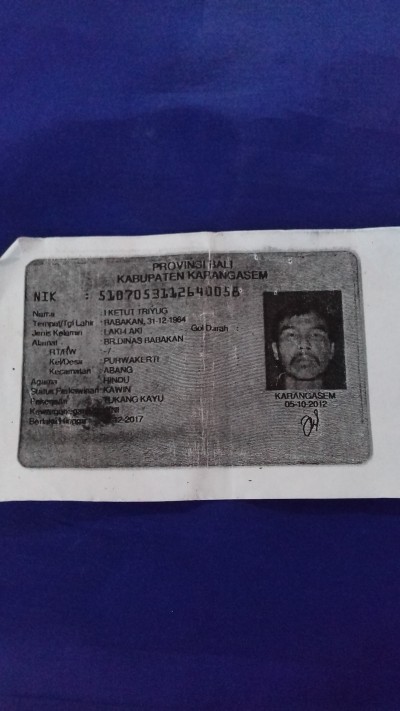 PROVINSI BALI
KABUPATEN KARANGASEM
NIK : 5107053112640058
Nama : I KETUT TRIYUG
Tempat/Tgl Lahir : BABAKAN, 31-12-1964
Jenis Kelamin : LAKI-LAKI Gol Darah
Alamat : BR.DINAS BABAKAN
RT/RW : -/
Kel/Desa : PURWAKERTI
Kecamatan : ABANG
Agama : HINDU
Status Perkawinan : KAWIN
Pekerjaan : TUKANG KAYU
Kewarganegaraan
Berlaku Hingga -12-2017
KARANGASEM
05-10-2012